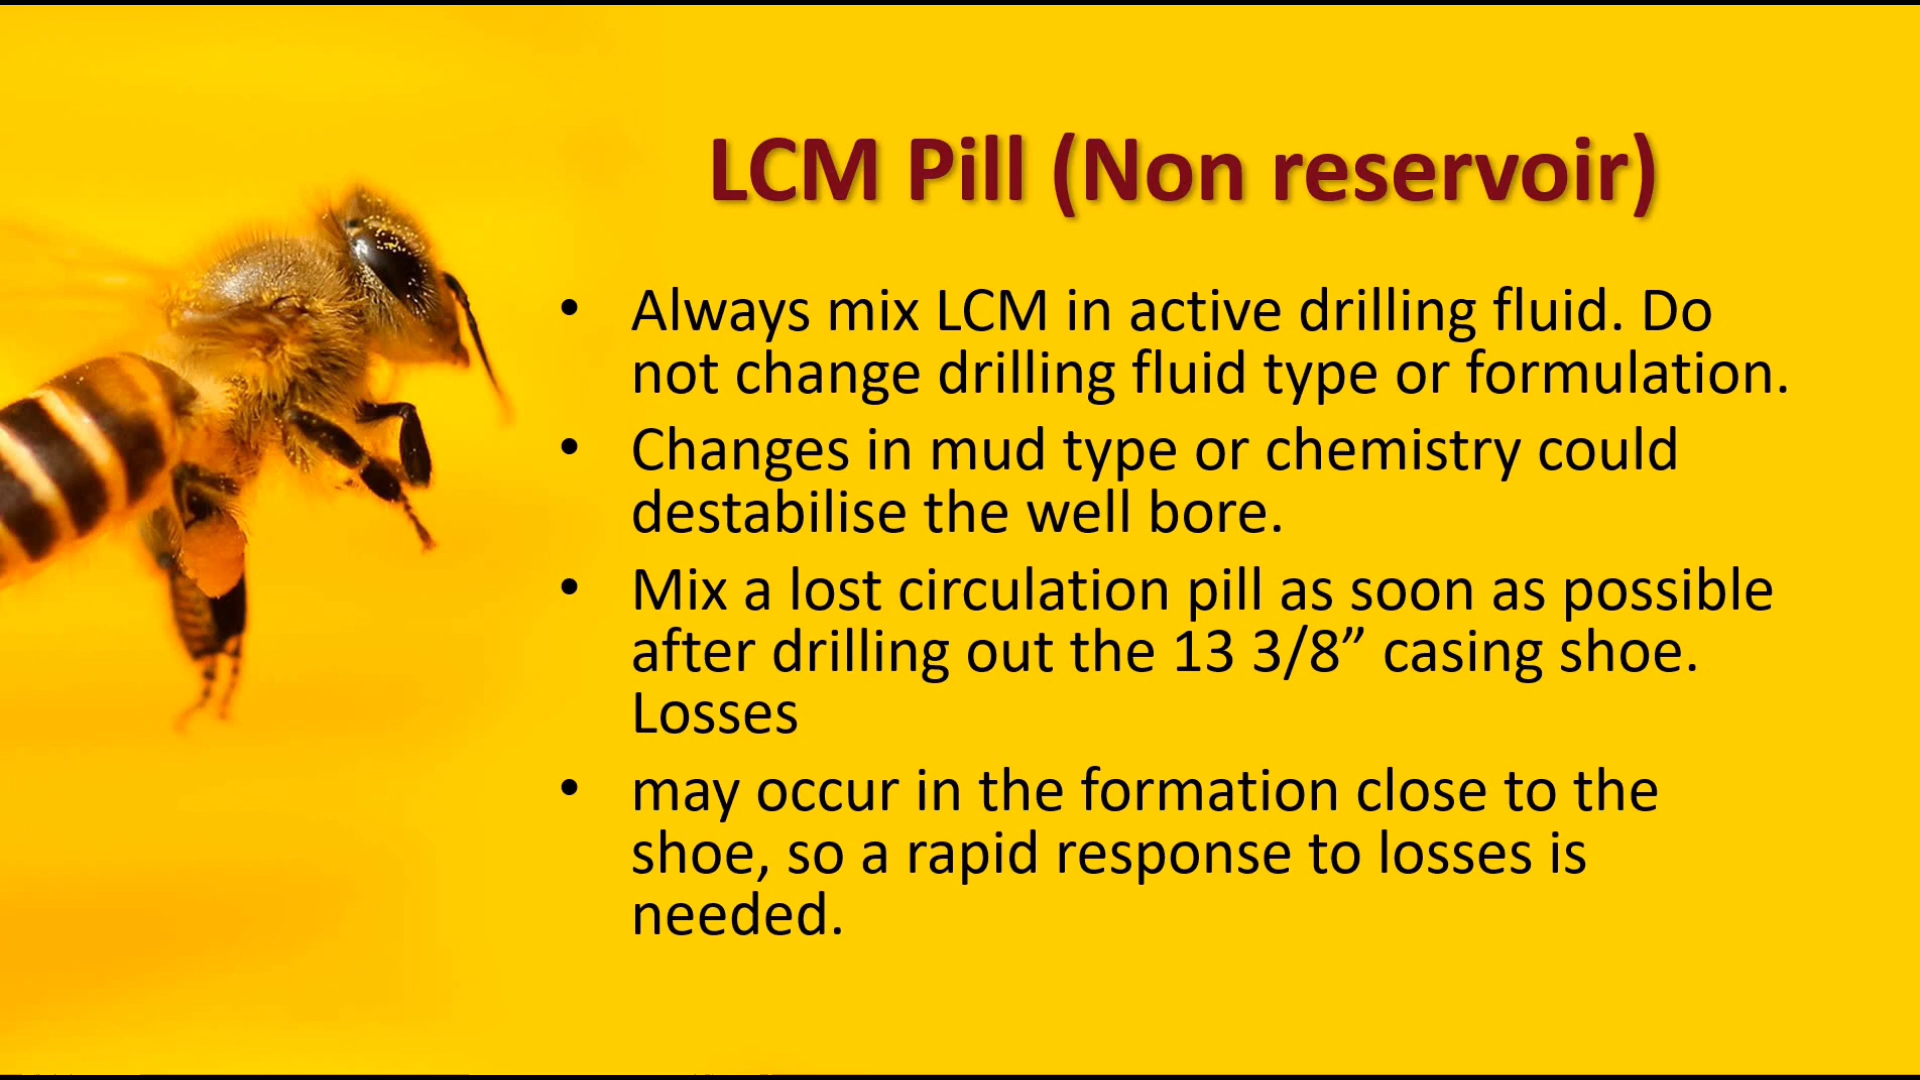 LCM Pill (Non reservoir)
• Always mix LCM in active drilling fluid. Do
not change drilling fluid type or formulation.
• Changes in mud type or chemistry could
destabilise the well bore.
• Mix a lost circulation pill as soon as possible
after drilling out the 13 3/8” casing shoe.
Losses
• may occur in the formation close to the
shoe, so a rapid response to losses is
needed.